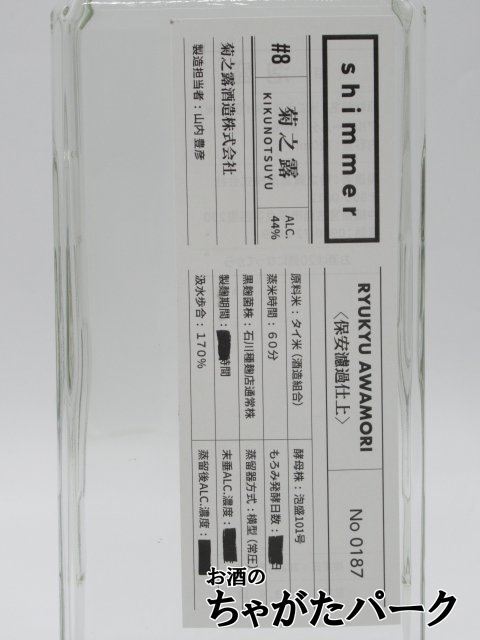 shimmer
#8
菊之露
KIKUNOTSUYU
ALC.
44%
菊之露酒造株式会社
製造担当者：山内豊彦
RYUKYU AWAMORI
〈保安濾過仕上〉
No 0187
原料米：タイ米（酒造組合）
蒸米時間：60分
黒麹菌株：石川種麹店通常株
製麹期間：時間
汲水歩合：170%
酵母株：泡盛101号
もろみ発酵日数：日
蒸留器方式：横型（常圧）
末垂ALC.濃度：
蒸留後ALC.濃度：
お酒の
ちゃがたパーク